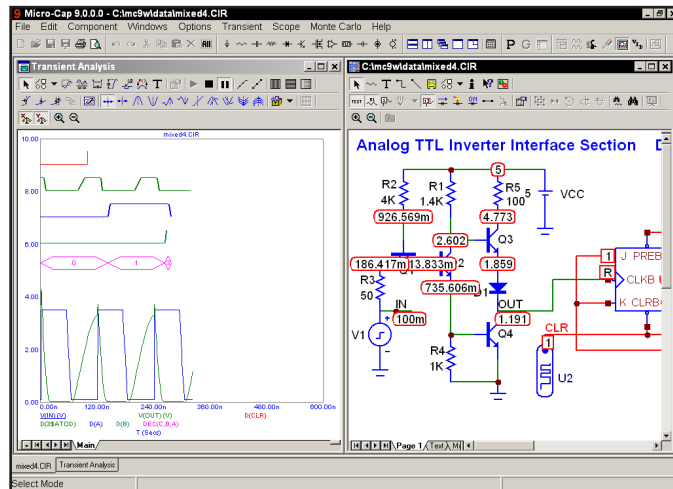 Micro-Cap 9.0.0.0 - C:\mc9w\data\mixed4.CIR
File Edit Component Windows Options Transient Scope Monte Carlo Help
Transient Analysis
mixed4.CIR
10.00
8.00
6.00
4.00
2.00
0.00
0 1
0.00n 120.00n 240.00n 360.00n 480.00n 600.00n
V(IN) (V) V(OUT) (V) D(CLR)
D(3$ATOD) D(A) D(B) DEC(C,B,A)
T (Secs)
Main
C:\mc9w\data\mixed4.CIR
TEXT
Analog TTL Inverter Interface Section D
R2
4K
R1
1.4K
5
R5
100
5
VCC
926.569m
4.773
2.602
Q3
186.417m
13.833m
2
1.859
R3
50
735.606m
IN
100m
OUT
1.191
V1
R4
1K
Q4
CLR
1
U2
1
J PREB
R
CLKB U
K CLRB
Page 1 Text
mixed4.CIR Transient Analysis
Select Mode